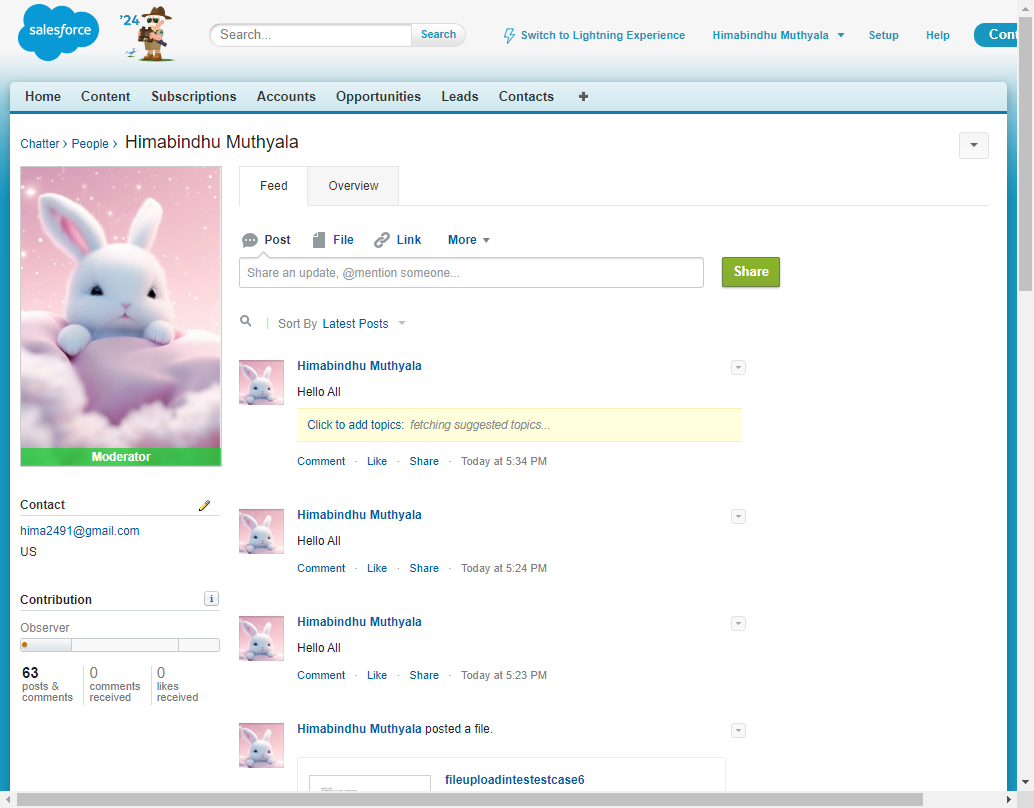 salesforce
'24
Search...
Search
Switch to Lightning Experience
Himabindhu Muthyala
Setup
Help
Cont
Home
Content
Subscriptions
Accounts
Opportunities
Leads
Contacts
Chatter › People › Himabindhu Muthyala
Moderator
Contact
hima2491@gmail.com
US
Contribution
Observer
63
posts &
comments
0
comments
received
0
likes
received
Feed
Overview
Post
File
Link
More
Share an update, @mention someone...
Share
Sort By Latest Posts
Himabindhu Muthyala
Hello All
Click to add topics: fetching suggested topics...
Comment · Like · Share · Today at 5:34 PM
Himabindhu Muthyala
Hello All
Comment · Like · Share · Today at 5:24 PM
Himabindhu Muthyala
Hello All
Comment · Like · Share · Today at 5:23 PM
Himabindhu Muthyala posted a file.
fileuploadintestestcase6